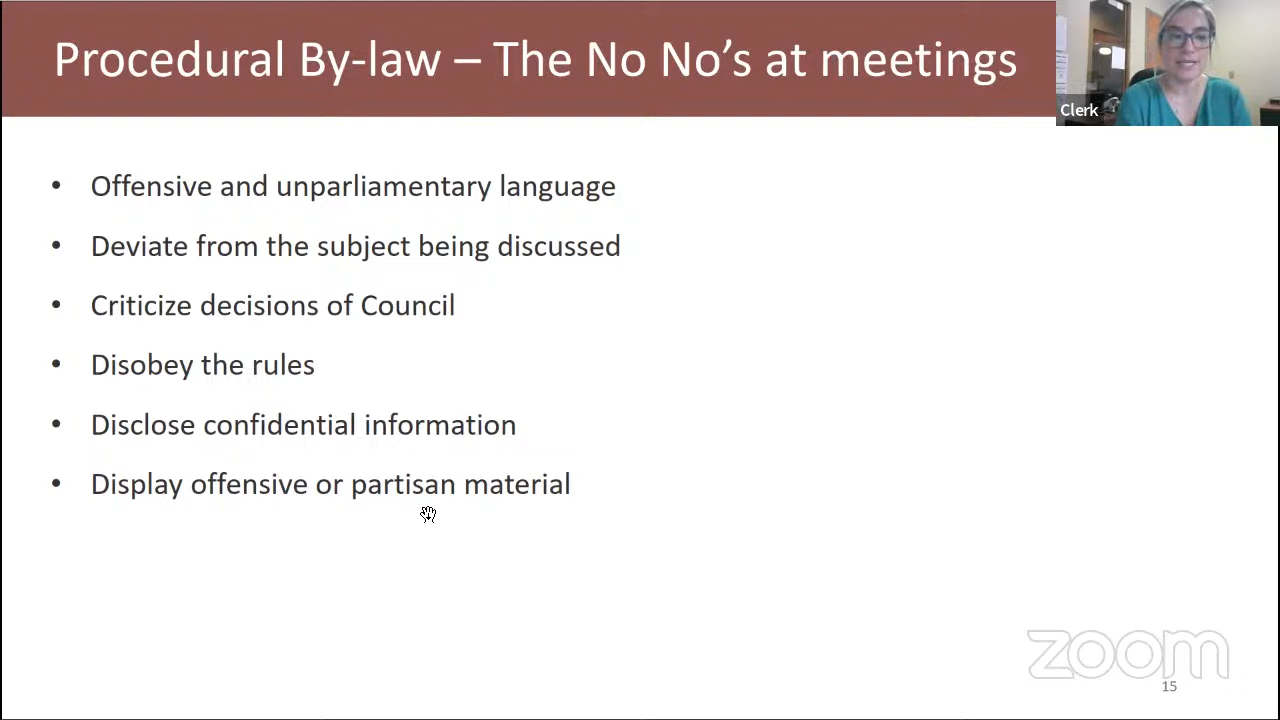 Procedural By-law – The No No’s at meetings
Clerk
• Offensive and unparliamentary language
• Deviate from the subject being discussed
• Criticize decisions of Council
• Disobey the rules
• Disclose confidential information
• Display offensive or partisan material
zoom
15